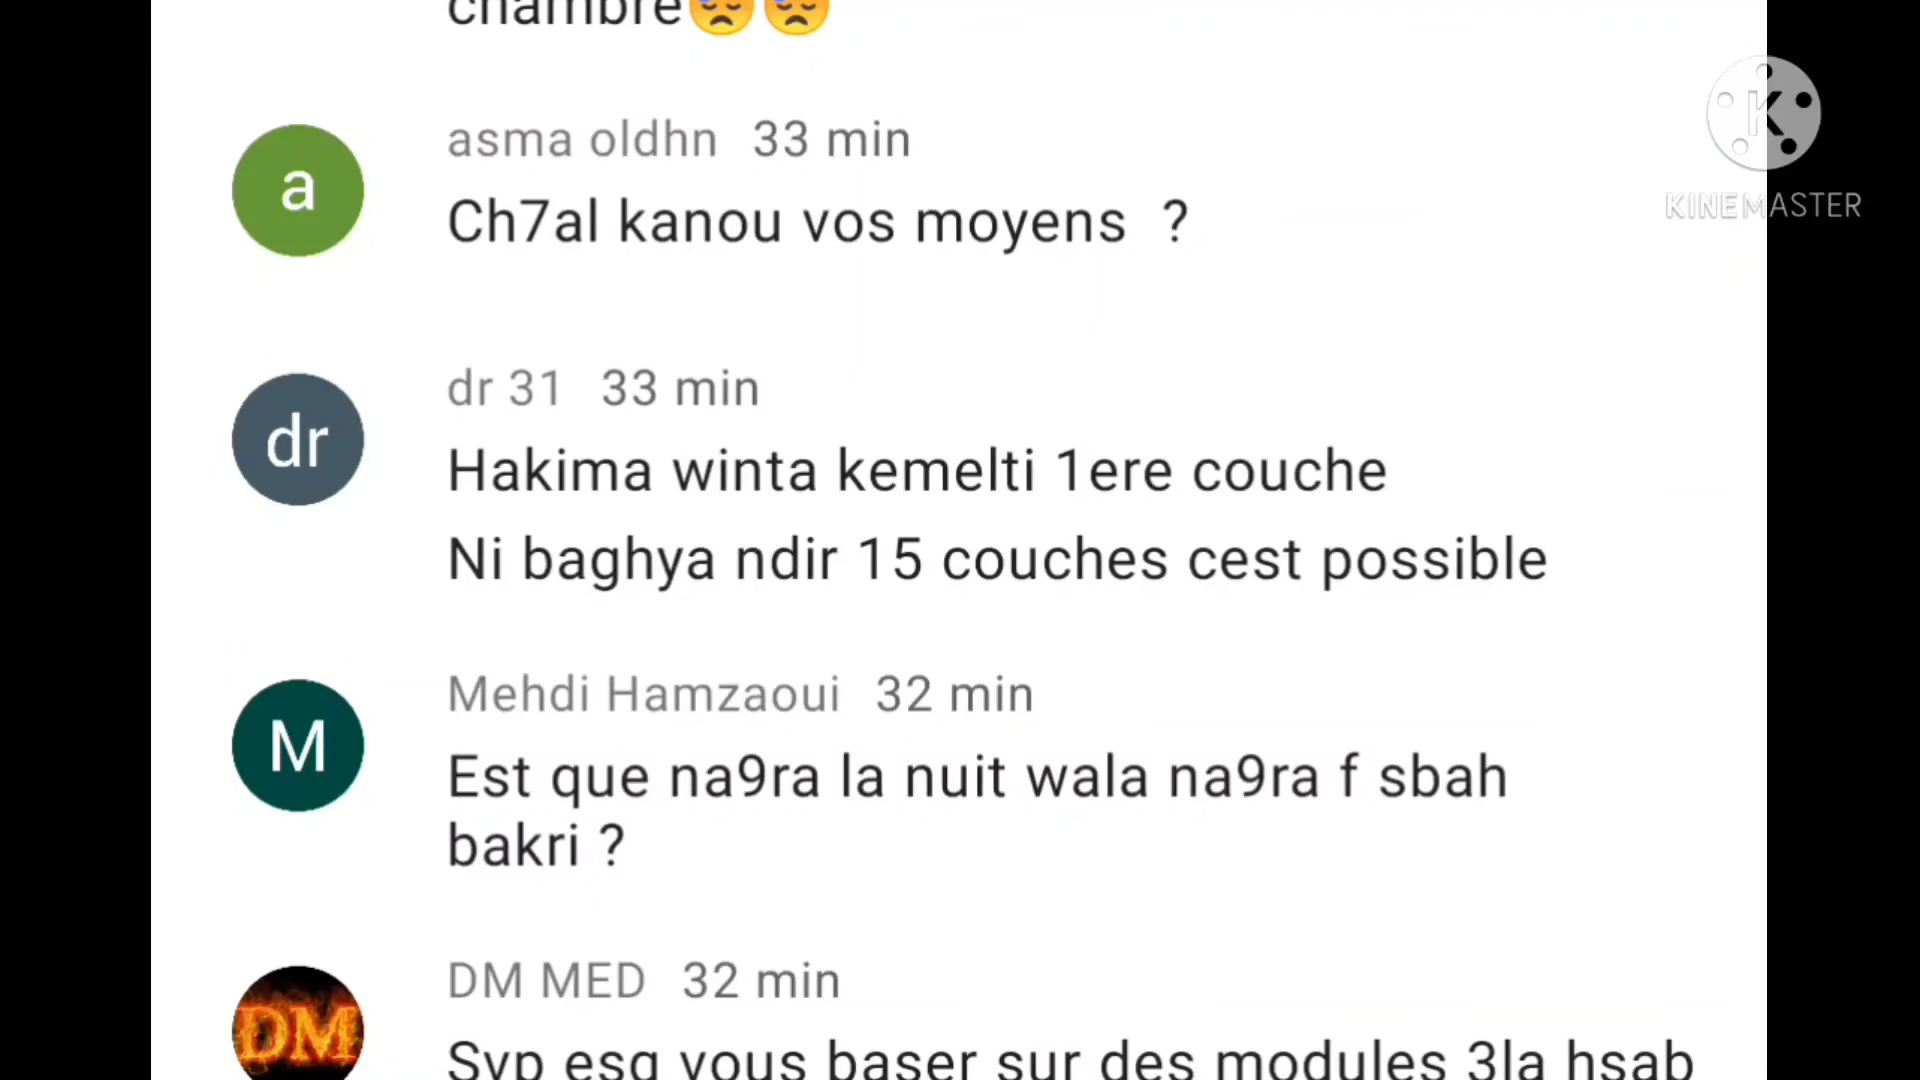 chambre😓😓
asma oldhn 33 min
a
Ch7al kanou vos moyens ?
dr 31 33 min
dr
Hakima winta kemelti 1ere couche
Ni baghya ndir 15 couches cest possible
Mehdi Hamzaoui 32 min
M
Est que na9ra la nuit wala na9ra f sbah
bakri ?
DM MED 32 min
DM
Svp esq vous baser sur des modules 3la hsab
K
KINEMASTER